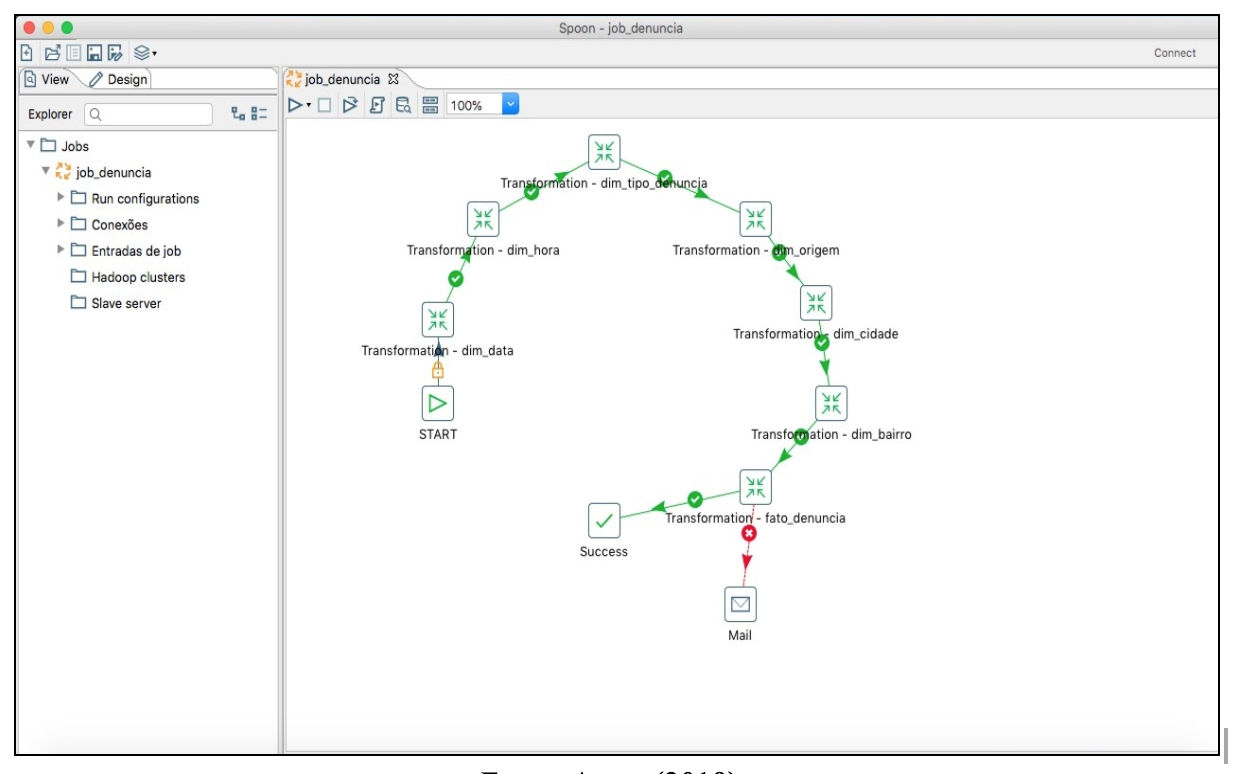 Spoon - job_denuncia
Connect
View
Design
job_denuncia
Explorer
100%
Jobs
job_denuncia
Run configurations
Conexões
Entradas de job
Hadoop clusters
Slave server
Transformation - dim_tipo_denuncia
Transformation - dim_hora
Transformation - dim_origem
Transformation - dim_cidade
Transformation - dim_data
START
Transformation - dim_bairro
Transformation - fato_denuncia
Success
Mail